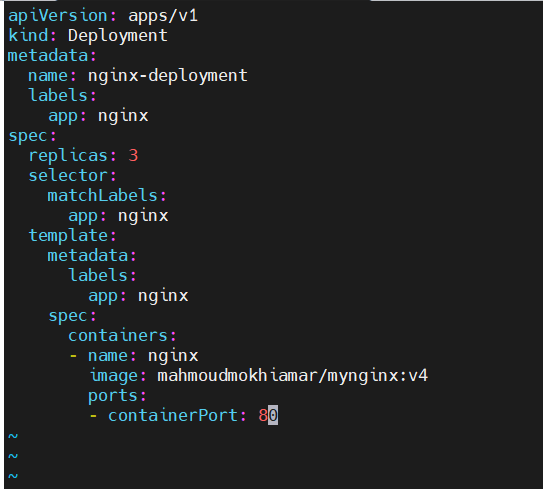 apiVersion: apps/v1
kind: Deployment
metadata:
  name: nginx-deployment
  labels:
    app: nginx
spec:
  replicas: 3
  selector:
    matchLabels:
      app: nginx
  template:
    metadata:
      labels:
        app: nginx
    spec:
      containers:
      - name: nginx
        image: mahmoudmokhiamar/mynginx:v4
        ports:
        - containerPort: 80
~
~
~